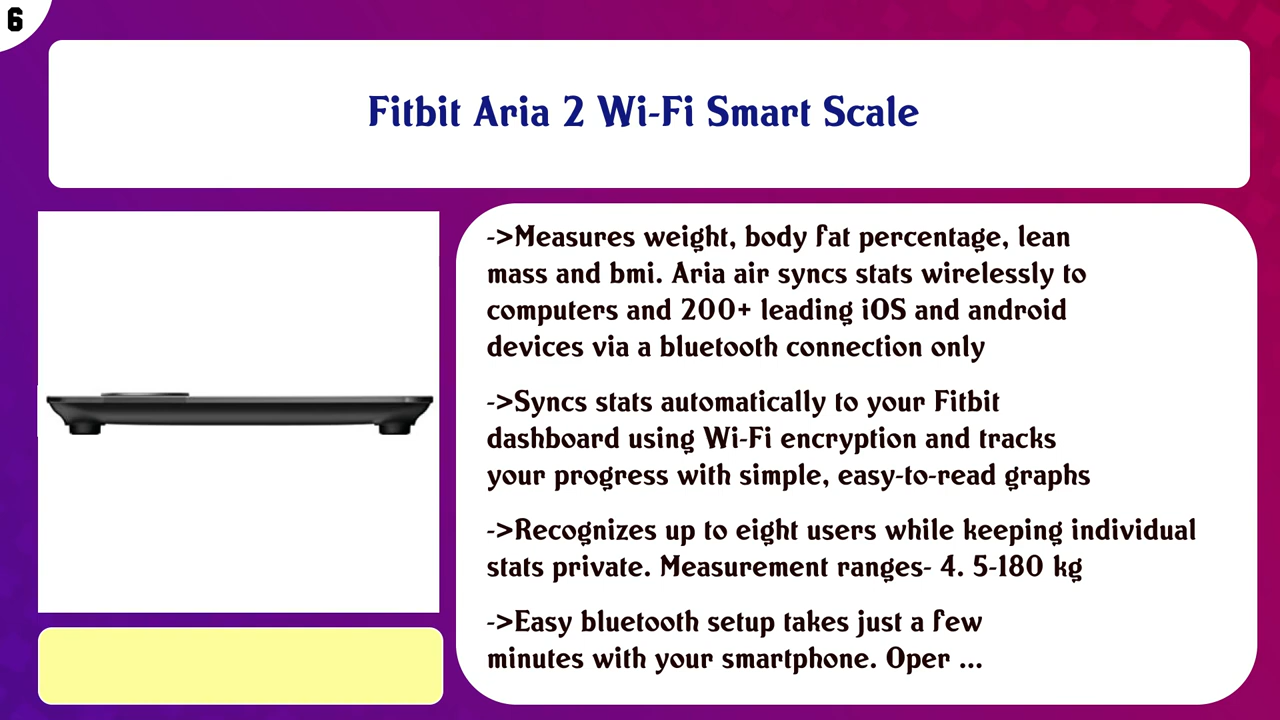 6
Fitbit Aria 2 Wi-Fi Smart Scale
->Measures weight, body fat percentage, lean
mass and bmi. Aria air syncs stats wirelessly to
computers and 200+ leading iOS and android
devices via a bluetooth connection only
->Syncs stats automatically to your Fitbit
dashboard using Wi-Fi encryption and tracks
your progress with simple, easy-to-read graphs
->Recognizes up to eight users while keeping individual
stats private. Measurement ranges- 4. 5-180 kg
->Easy bluetooth setup takes just a few
minutes with your smartphone. Oper ...